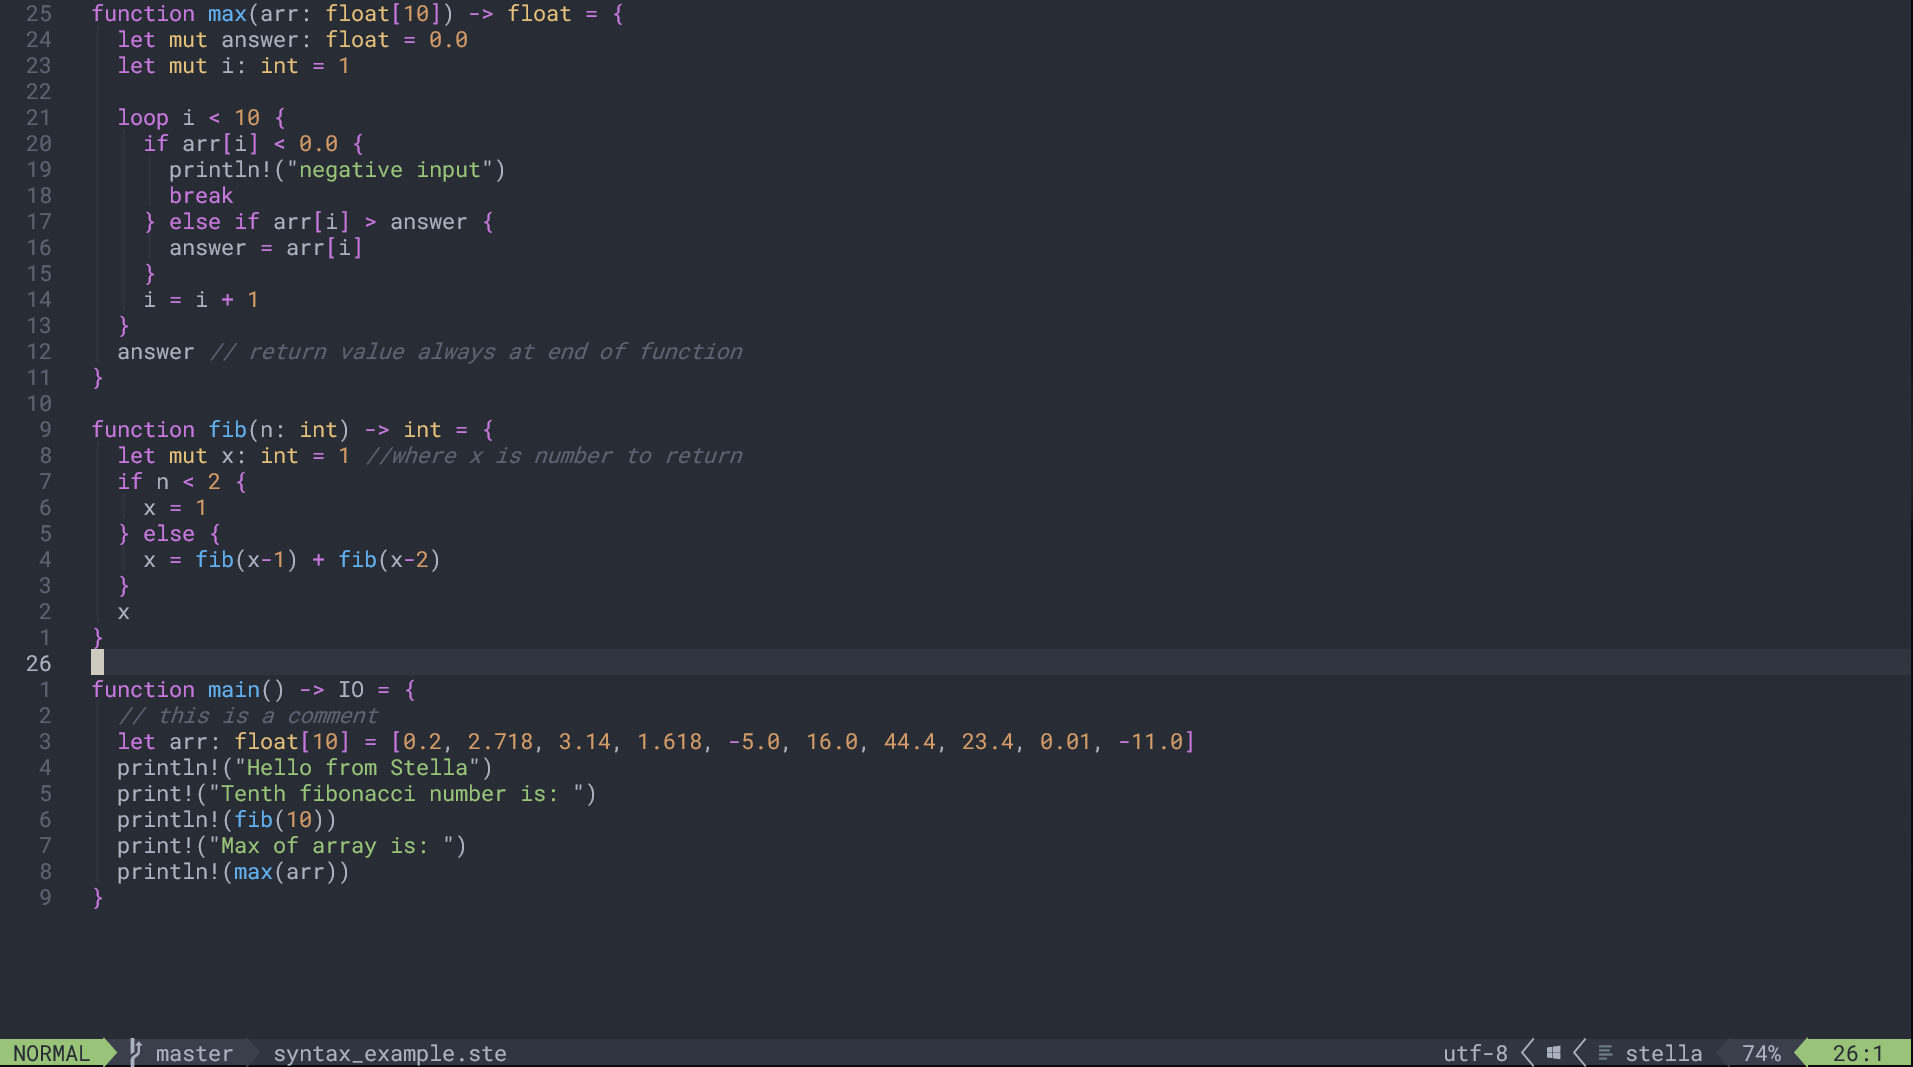 25 function max(arr: float[10]) -> float = {
24   let mut answer: float = 0.0
23   let mut i: int = 1
22
21   loop i < 10 {
20     if arr[i] < 0.0 {
19       println!("negative input")
18       break
17     } else if arr[i] > answer {
16       answer = arr[i]
15     }
14     i = i + 1
13   }
12   answer // return value always at end of function
11 }
10
9 function fib(n: int) -> int = {
8   let mut x: int = 1 //where x is number to return
7   if n < 2 {
6     x = 1
5   } else {
4     x = fib(x-1) + fib(x-2)
3   }
2   x
1 }
26
1 function main() -> IO = {
2   // this is a comment
3   let arr: float[10] = [0.2, 2.718, 3.14, 1.618, -5.0, 16.0, 44.4, 23.4, 0.01, -11.0]
4   println!("Hello from Stella")
5   print!("Tenth fibonacci number is: ")
6   println!(fib(10))
7   print!("Max of array is: ")
8   println!(max(arr))
9 }
NORMAL master syntax_example.ste utf-8 stella 74% 26:1